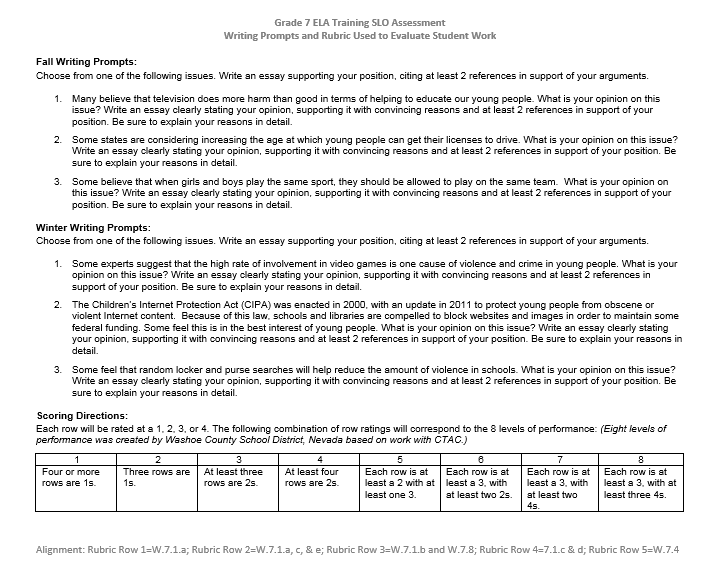 Grade 7 ELA Training SLO Assessment
Writing Prompts and Rubric Used to Evaluate Student Work
Fall Writing Prompts:
Choose from one of the following issues. Write an essay supporting your position, citing at least 2 references in support of your arguments.
1. Many believe that television does more harm than good in terms of helping to educate our young people. What is your opinion on this
issue? Write an essay clearly stating your opinion, supporting it with convincing reasons and at least 2 references in support of your
position. Be sure to explain your reasons in detail.
2. Some states are considering increasing the age at which young people can get their licenses to drive. What is your opinion on this issue?
Write an essay clearly stating your opinion, supporting it with convincing reasons and at least 2 references in support of your position. Be
sure to explain your reasons in detail.
3. Some believe that when girls and boys play the same sport, they should be allowed to play on the same team. What is your opinion on
this issue? Write an essay clearly stating your opinion, supporting it with convincing reasons and at least 2 references in support of your
position. Be sure to explain your reasons in detail.
Winter Writing Prompts:
Choose from one of the following issues. Write an essay supporting your position, citing at least 2 references in support of your arguments.
1. Some experts suggest that the high rate of involvement in video games is one cause of violence and crime in young people. What is your
opinion on this issue? Write an essay clearly stating your opinion, supporting it with convincing reasons and at least 2 references in
support of your position. Be sure to explain your reasons in detail.
2. The Children's Internet Protection Act (CIPA) was enacted in 2000, with an update in 2011 to protect young people from obscene or
violent Internet content. Because of this law, schools and libraries are compelled to block websites and images in order to maintain some
federal funding. Some feel this is in the best interest of young people. What is your opinion on this issue? Write an essay clearly stating
your opinion, supporting it with convincing reasons and at least 2 references in support of your position. Be sure to explain your reasons in
detail.
3. Some feel that random locker and purse searches will help reduce the amount of violence in schools. What is your opinion on this issue?
Write an essay clearly stating your opinion, supporting it with convincing reasons and at least 2 references in support of your position. Be
sure to explain your reasons in detail.
Scoring Directions:
Each row will be rated at a 1, 2, 3, or 4. The following combination of row ratings will correspond to the 8 levels of performance: (Eight levels of
performance was created by Washoe County School District, Nevada based on work with CTAC.)
1 2 3 4 5 6 7 8
Four or more Three rows are At least three At least four Each row is at Each row is at Each row is at Each row is at
rows are 1s. 1s. rows are 2s. rows are 2s. least a 2 with at least a 3, with least a 3, with least a 3, with at
least one 3. at least two 2s. at least two least three 4s.
4s.
Alignment: Rubric Row 1=W.7.1.a; Rubric Row 2=W.7.1.a, c, & e; Rubric Row 3=W.7.1.b and W.7.8; Rubric Row 4=7.1.c & d; Rubric Row 5=W.7.4